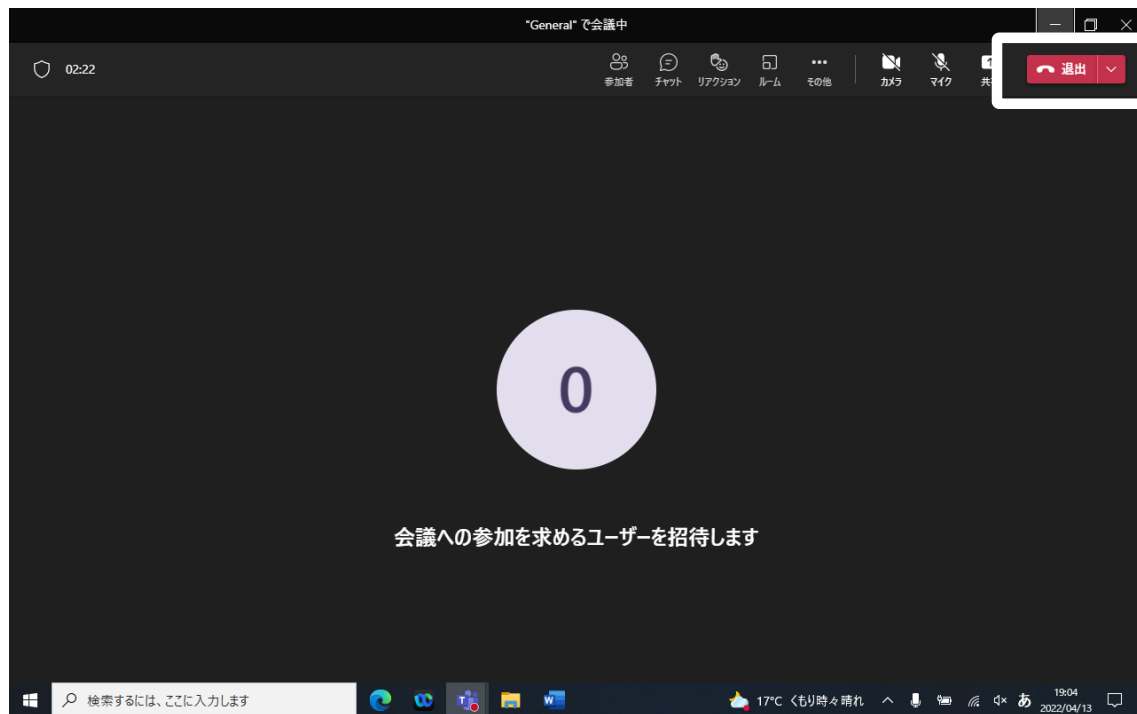 "General" で会議中
02:22
参加者 チャット リアクション ルーム その他 カメラ マイク 退出
0
会議への参加を求めるユーザーを招待します
検索するには、ここに入力します
17°C くもり時々晴れ あ 19:04
2022/04/13